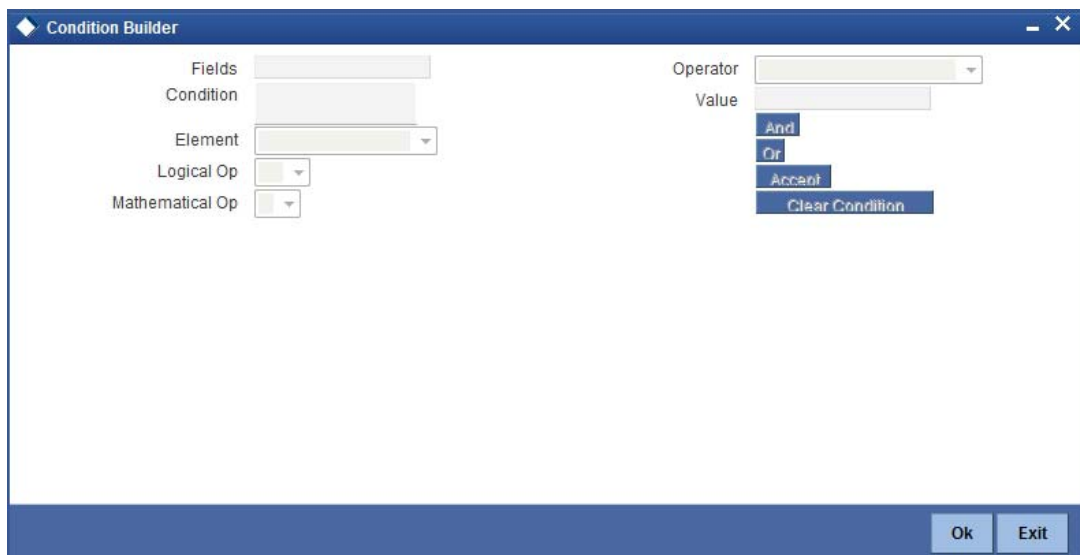 Condition Builder
Fields
Condition
Element
Logical Op
Mathematical Op
Operator
Value
And
Or
Accept
Clear Condition
Ok
Exit